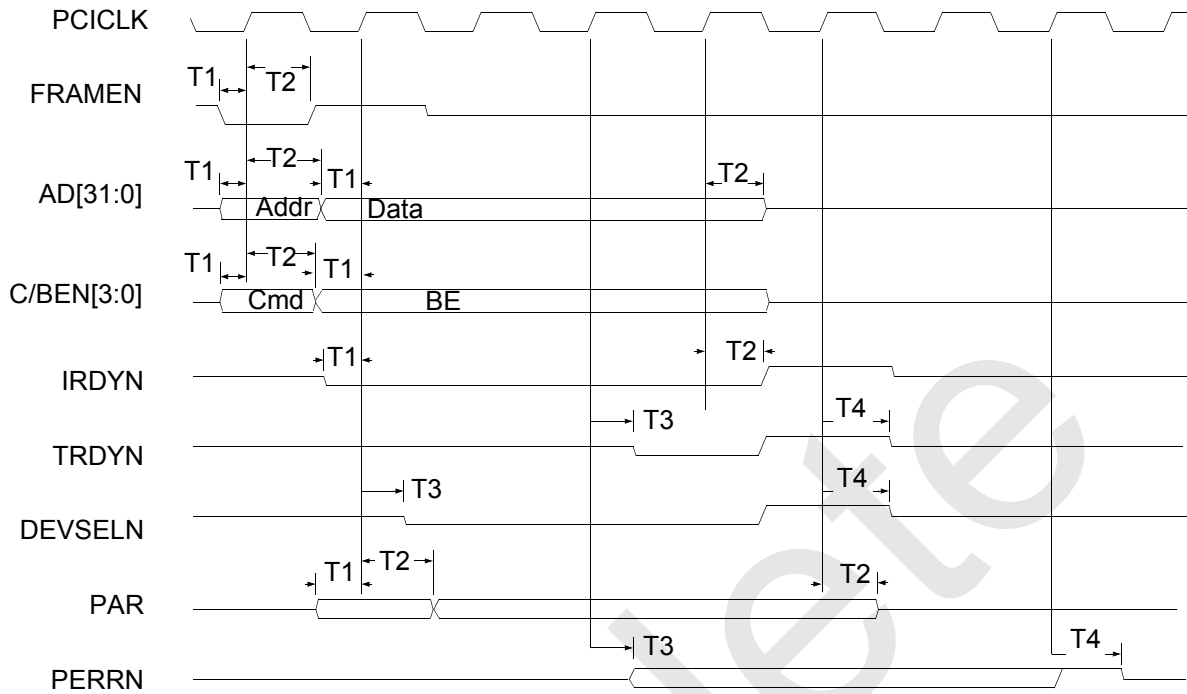 PCICLK
T1 T2
FRAMEN
T1 T2 T1 T2
AD[31:0]
Addr Data
T1 T2 T1
C/BEN[3:0]
Cmd BE
T1 T2
IRDYN
T3 T4
TRDYN
T3 T4
DEVSELN
T1 T2 T2
PAR
T3 T4
PERRN